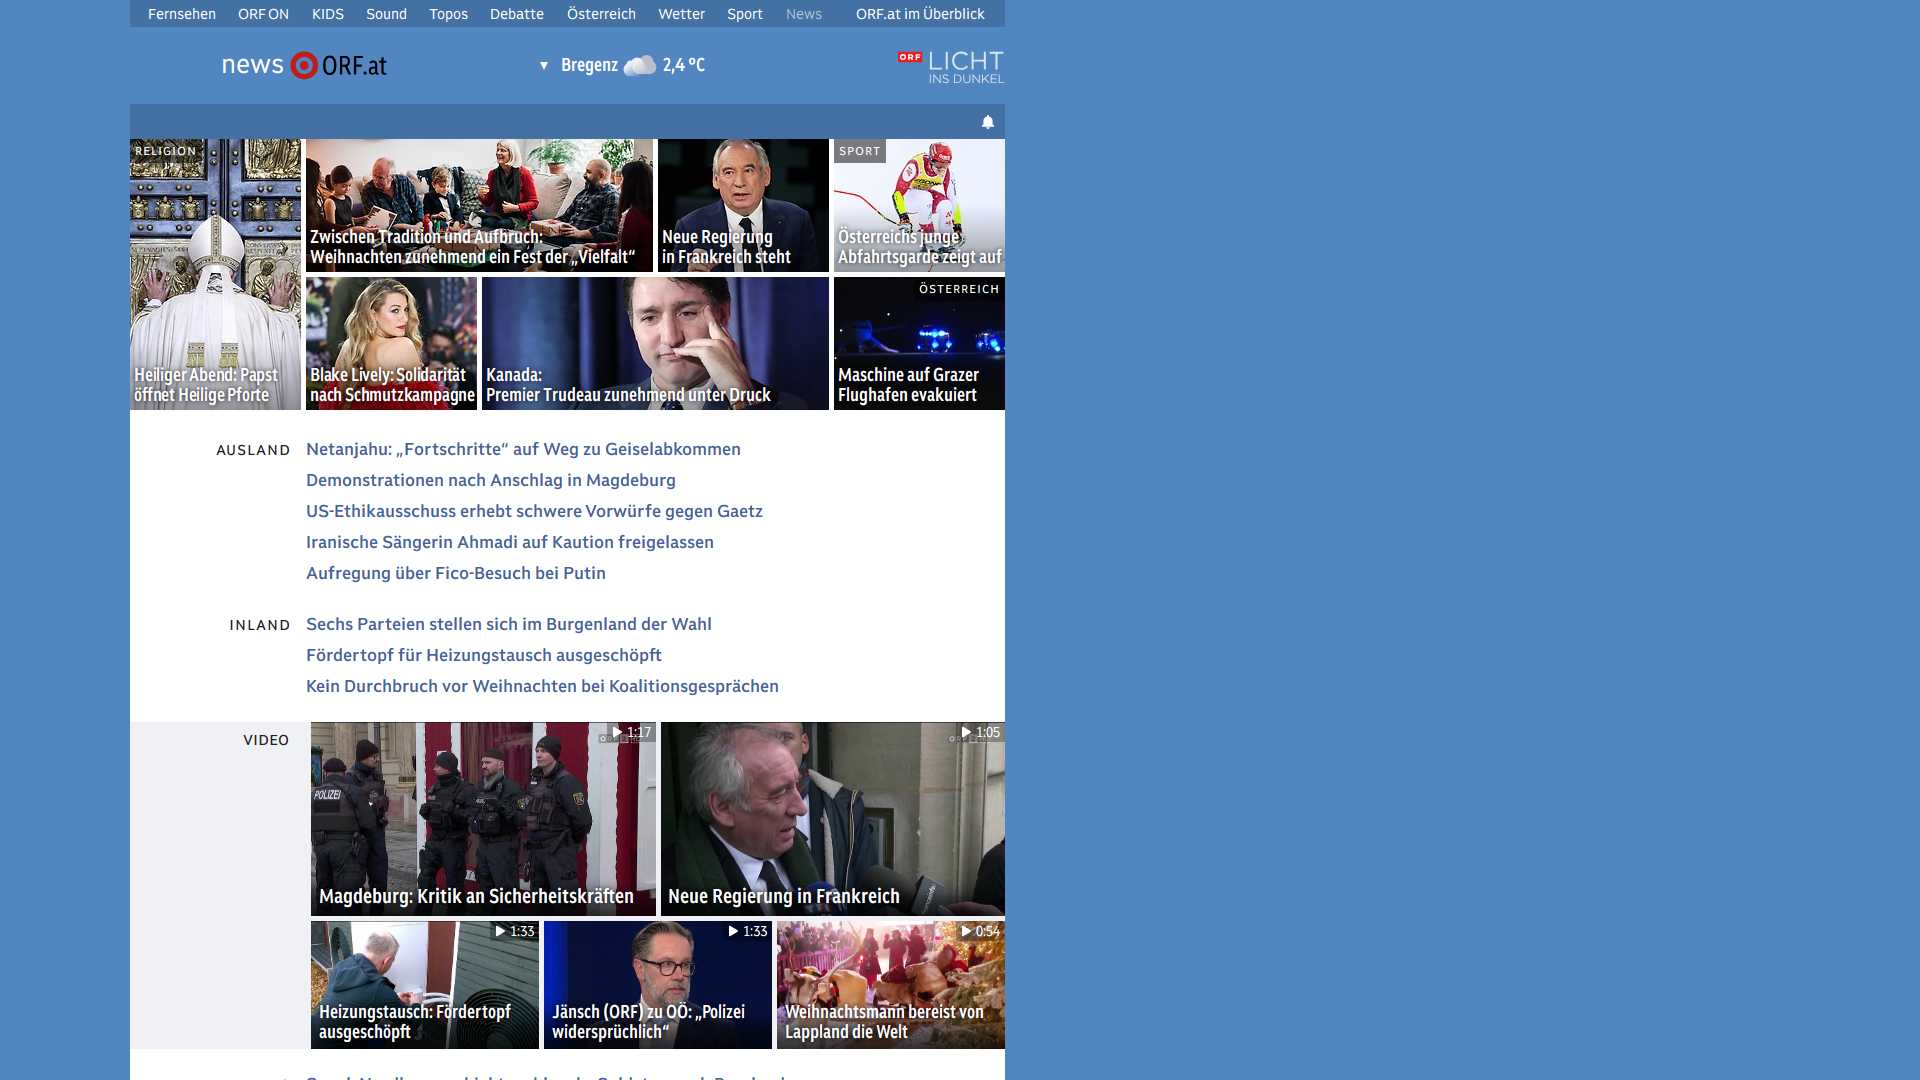 Fernsehen ORF ON KIDS Sound Topos Debatte Österreich Wetter Sport News ORF.at im Überblick
news ORF.at
Bregenz 2,4 °C
ORF LICHT
INS DUNKEL
RELIGION
Heiliger Abend: Papst
öffnet Heilige Pforte
Zwischen Tradition und Aufbruch:
Weihnachten zunehmend ein Fest der „Vielfalt“
Neue Regierung
in Frankreich steht
SPORT
Österreichs junge
Abfahrtsgarde zeigt auf
Blake Lively: Solidarität
nach Schmutzkampagne
Kanada:
Premier Trudeau zunehmend unter Druck
ÖSTERREICH
Maschine auf Grazer
Flughafen evakuiert
AUSLAND
Netanjahu: „Fortschritte“ auf Weg zu Geiselabkommen
Demonstrationen nach Anschlag in Magdeburg
US-Ethikausschuss erhebt schwere Vorwürfe gegen Gaetz
Iranische Sängerin Ahmadi auf Kaution freigelassen
Aufregung über Fico-Besuch bei Putin
INLAND
Sechs Parteien stellen sich im Burgenland der Wahl
Fördertopf für Heizungstausch ausgeschöpft
Kein Durchbruch vor Weihnachten bei Koalitionsgesprächen
VIDEO
1:17
POLIZEI
Magdeburg: Kritik an Sicherheitskräften
1:05
Neue Regierung in Frankreich
1:33
Heizungstausch: Fördertopf
ausgeschöpft
1:33
Jänsch (ORF) zu OÖ: „Polizei
widersprüchlich“
0:54
Weihnachtsmann bereist von
Lappland die Welt